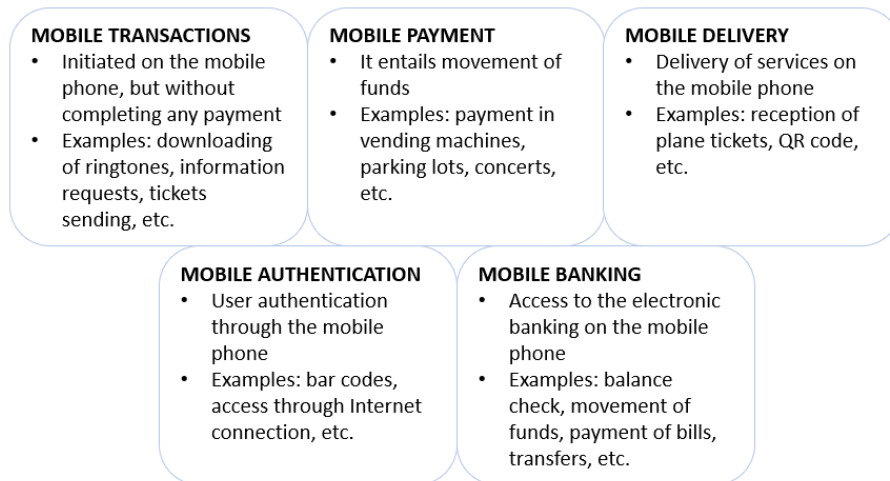 MOBILE TRANSACTIONS
• Initiated on the mobile
phone, but without
completing any payment
• Examples: downloading
of ringtones, information
requests, tickets
sending, etc.
MOBILE PAYMENT
• It entails movement of
funds
• Examples: payment in
vending machines,
parking lots, concerts,
etc.
MOBILE DELIVERY
• Delivery of services on
the mobile phone
• Examples: reception of
plane tickets, QR code,
etc.
MOBILE AUTHENTICATION
• User authentication
through the mobile
phone
• Examples: bar codes,
access through Internet
connection, etc.
MOBILE BANKING
• Access to the electronic
banking on the mobile
phone
• Examples: balance
check, movement of
funds, payment of bills,
transfers, etc.